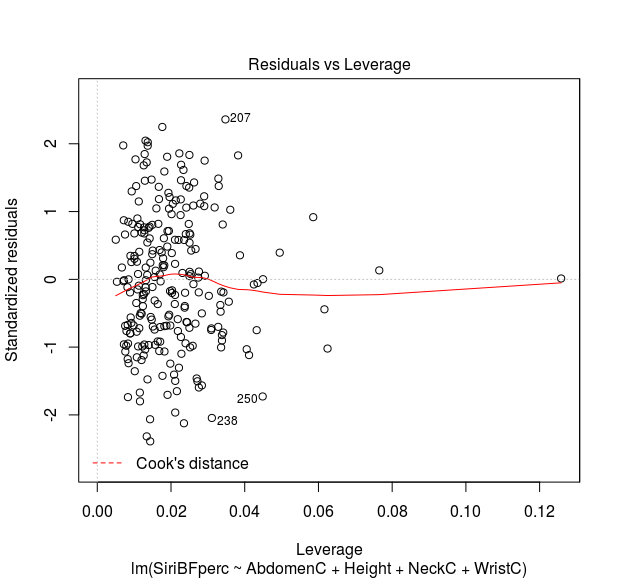 Residuals vs Leverage
207
2
1
0
-1
-2
Standardized residuals
250
238
Cook's distance
0.00 0.02 0.04 0.06 0.08 0.10 0.12
Leverage
lm(SiriBFperc ~ AbdomenC + Height + NeckC + WristC)